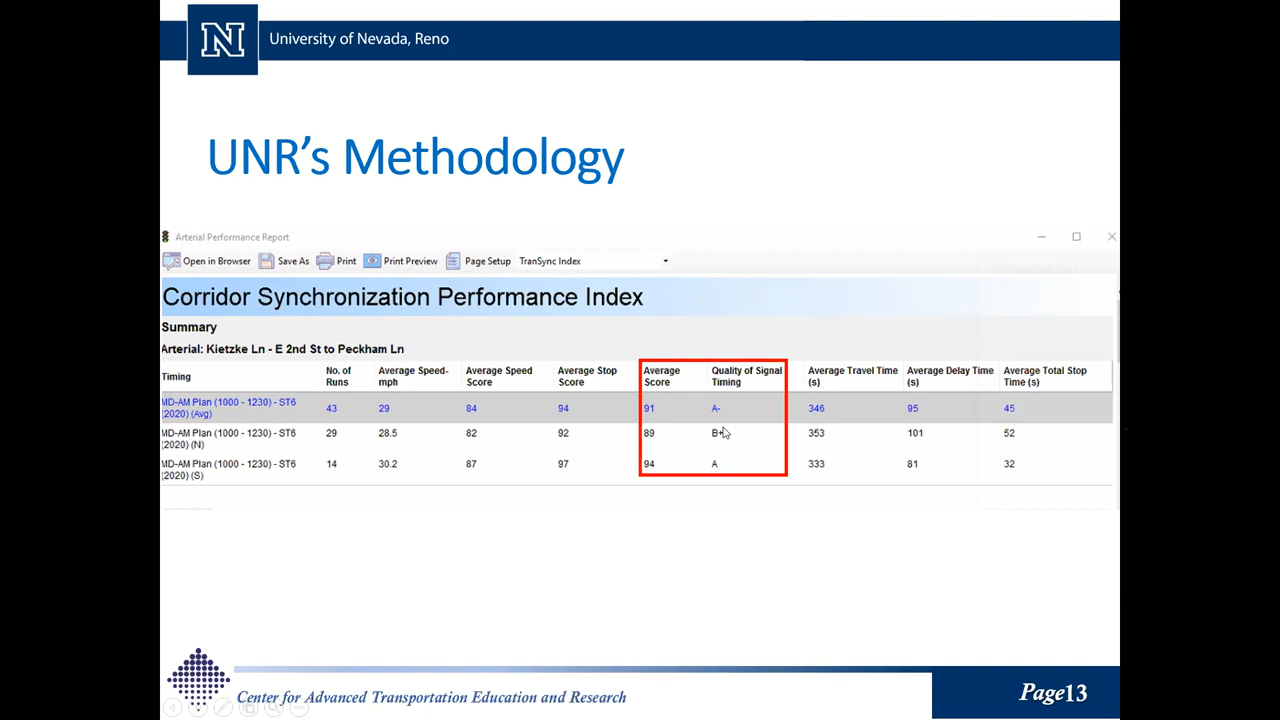 N University of Nevada, Reno
UNR's Methodology
Arterial Performance Report
Open in Browser Save As Print Print Preview Page Setup TranSync Index
Corridor Synchronization Performance Index
Summary
Arterial: Kietzke Ln - E 2nd St to Peckham Ln
Timing No. of Runs Average Speed-mph Average Speed Score Average Stop Score Average Score Quality of Signal Timing Average Travel Time (s) Average Delay Time (s) Average Total Stop Time (s)
MD-AM Plan (1000 - 1230) - ST6 (2020) (Avg) 43 29 84 94 91 A- 346 95 45
MD-AM Plan (1000 - 1230) - ST6 (2020) (N) 29 28.5 82 92 89 B+ 353 101 52
MD-AM Plan (1000 - 1230) - ST6 (2020) (S) 14 30.2 87 97 94 A 333 81 32
Center for Advanced Transportation Education and Research
Page13